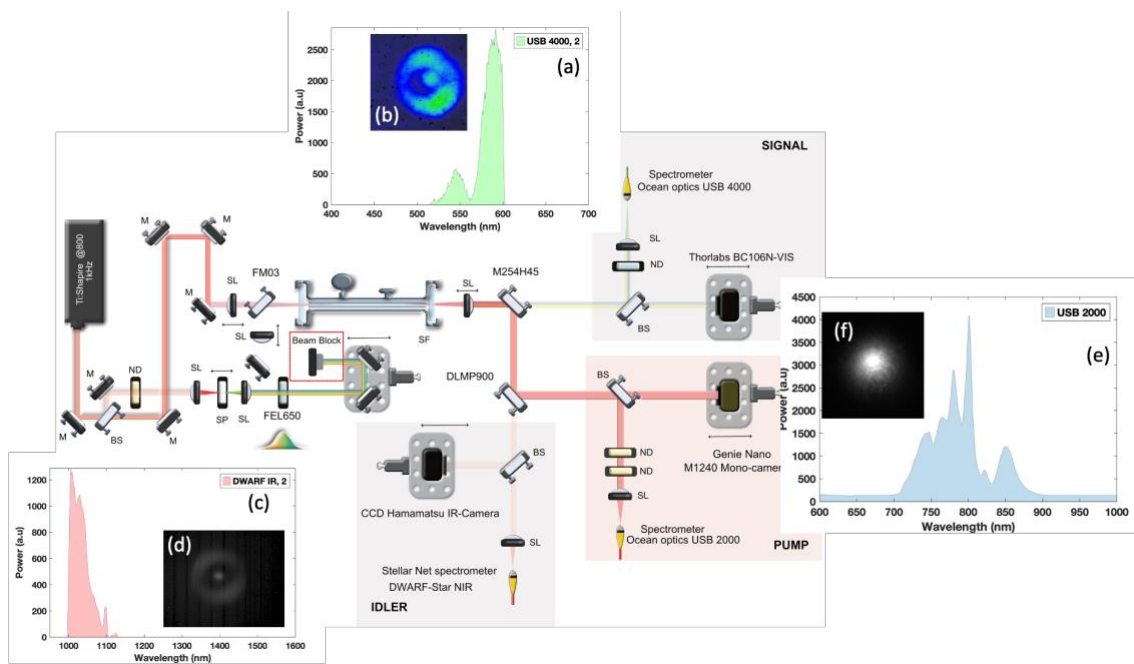 USB 4000, 2
(a)
(b)
Power (a.u)
2500
2000
1500
1000
500
0
400
450
500
550
600
650
700
Wavelength (nm)
SIGNAL
Spectrometer
Ocean optics USB 4000
SL
ND
BS
Thorlabs BC106N-VIS
Ti:Shapire @800
1kHz
M
M
M
SL
FM03
SL
SF
SL
M254H45
Beam Block
DLMP900
M
ND
SL
SP
SL
FEL650
M
BS
M
BS
ND
ND
SL
Spectrometer
Ocean optics USB 2000
Genie Nano
M1240 Mono-camer
PUMP
BS
CCD Hamamatsu IR-Camera
SL
Stellar Net spectrometer
DWARF-Star NIR
IDLER
DWARF IR, 2
(c)
(d)
Power (a.u)
1200
1000
800
600
400
200
0
1000
1100
1200
1300
1400
1500
1600
Wavelength (nm)
USB 2000
(e)
(f)
Power (a.u)
4500
4000
3500
3000
2500
2000
1500
1000
500
0
600
650
700
750
800
850
900
950
1000
Wavelength (nm)